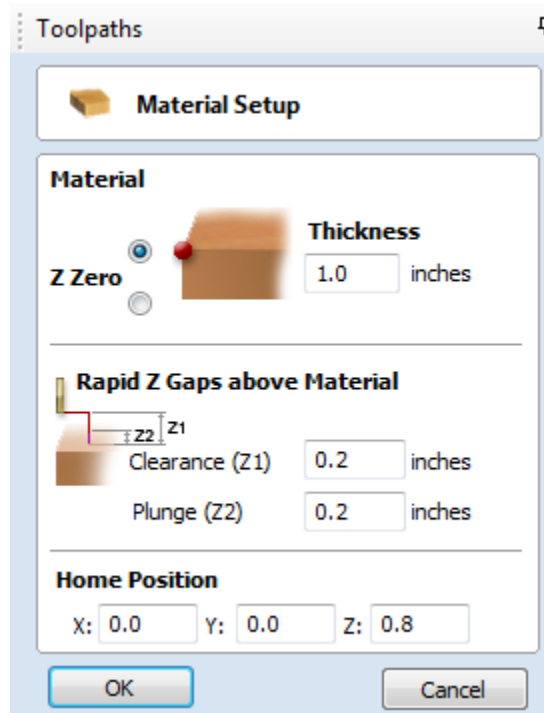 Toolpaths
Material Setup
Material
Thickness
Z Zero
1.0 inches
Rapid Z Gaps above Material
Z2 Z1
Clearance (Z1) 0.2 inches
Plunge (Z2) 0.2 inches
Home Position
X: 0.0 Y: 0.0 Z: 0.8
OK Cancel